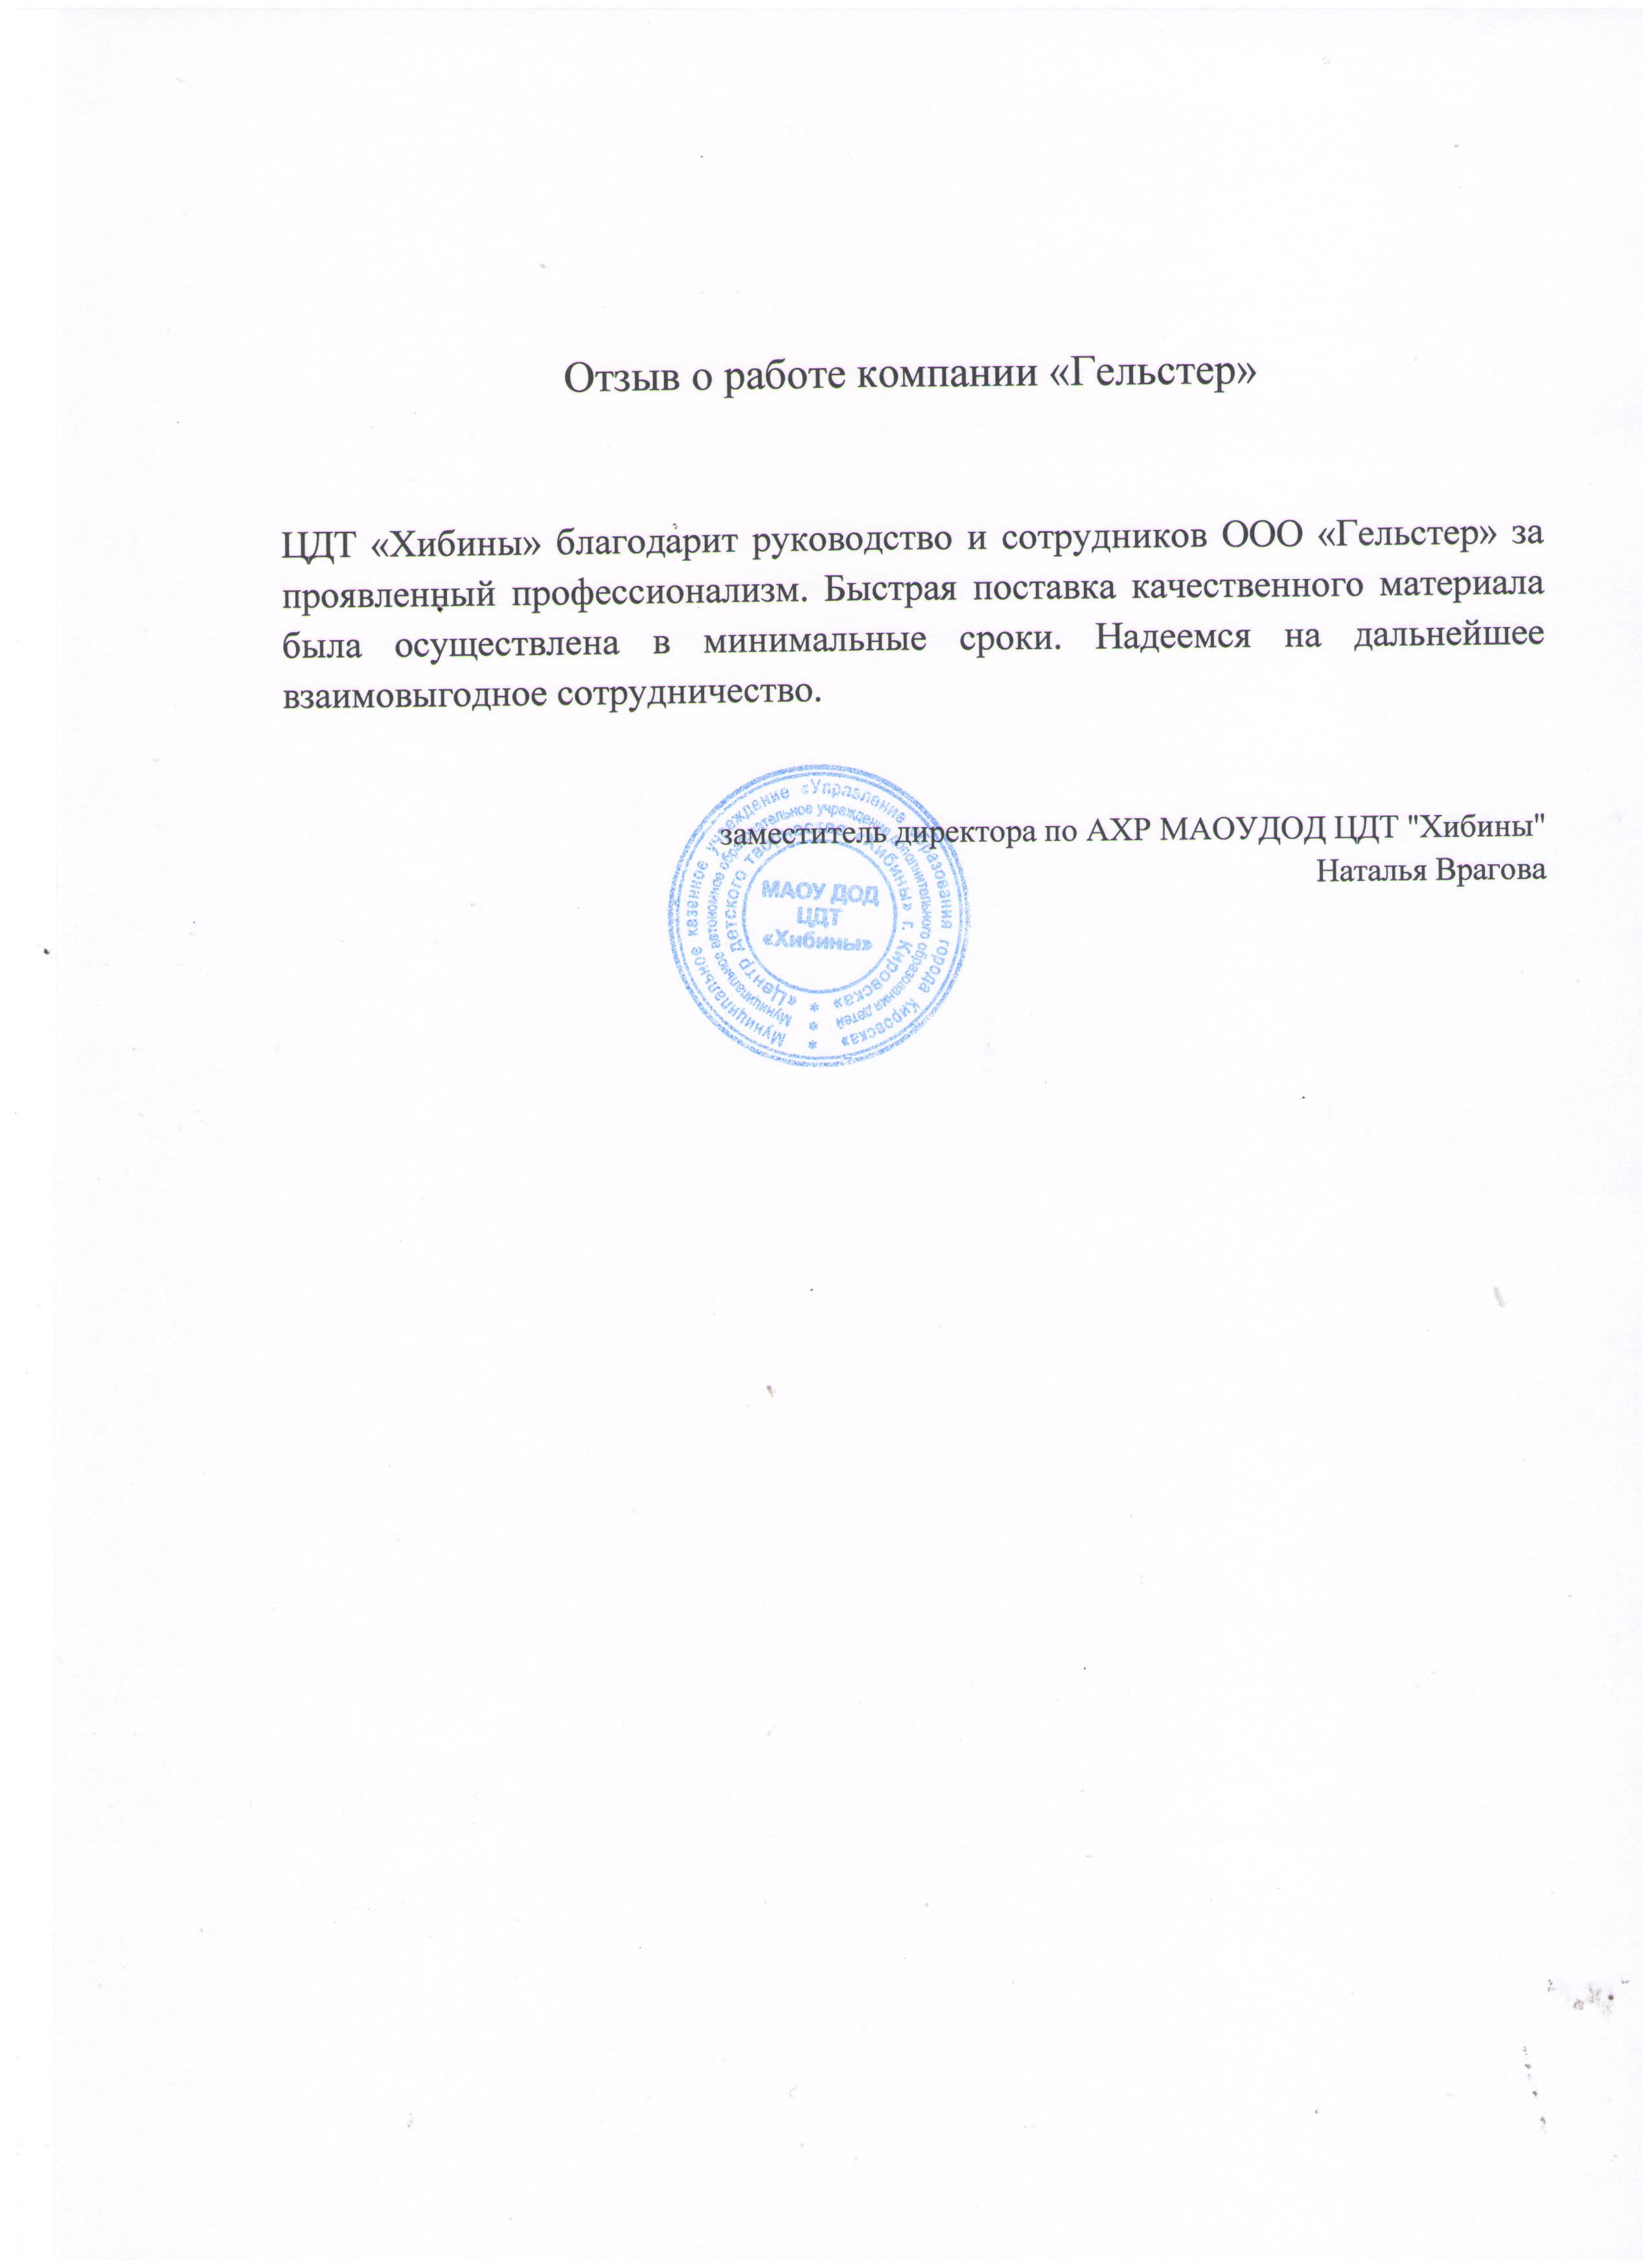 Отзыв о работе компании «Гельстер»
ЦДТ «Хибины» благодарит руководство и сотрудников ООО «Гельстер» за
проявленный профессионализм. Быстрая поставка качественного материала
была осуществлена в минимальные сроки. Надеемся на дальнейшее
взаимовыгодное сотрудничество.
заместитель директора по АХР МАОУДОД ЦДТ "Хибины"
Наталья Врагова
Муниципальное казенное учреждение «Управление образования города Кировска»
Муниципальное автономное образовательное учреждение дополнительного образования детей
«Центр детского творчества «Хибины» г. Кировска»
МАОУ ДОД
ЦДТ
«Хибины»